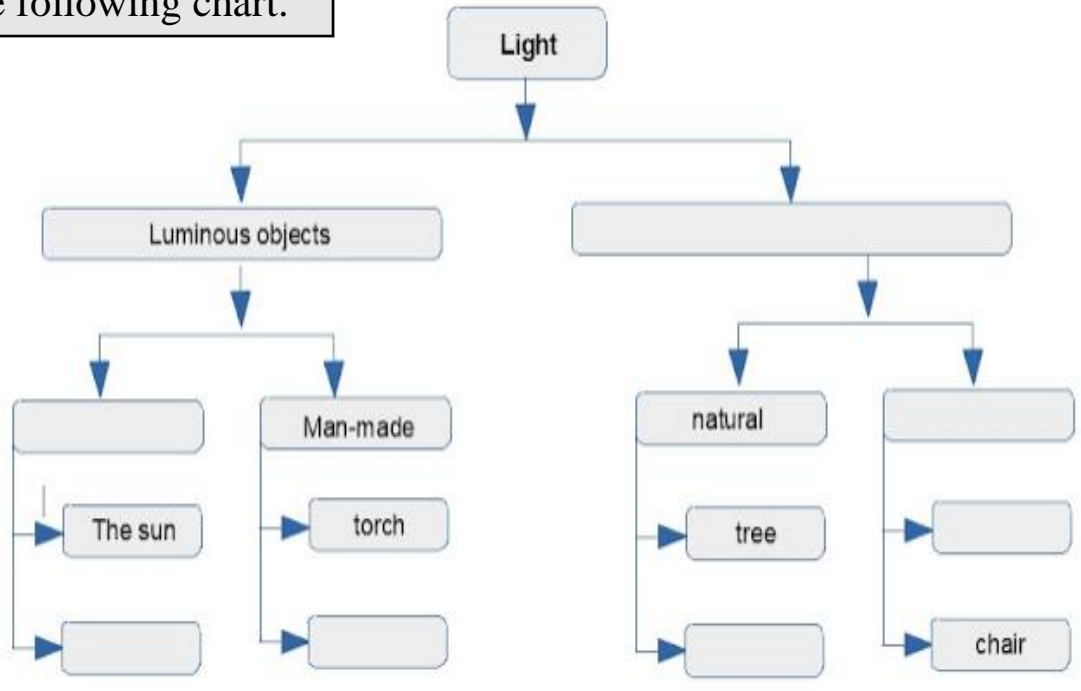 following chart.
Light
Luminous objects
Man-made
natural
The sun
torch
tree
chair